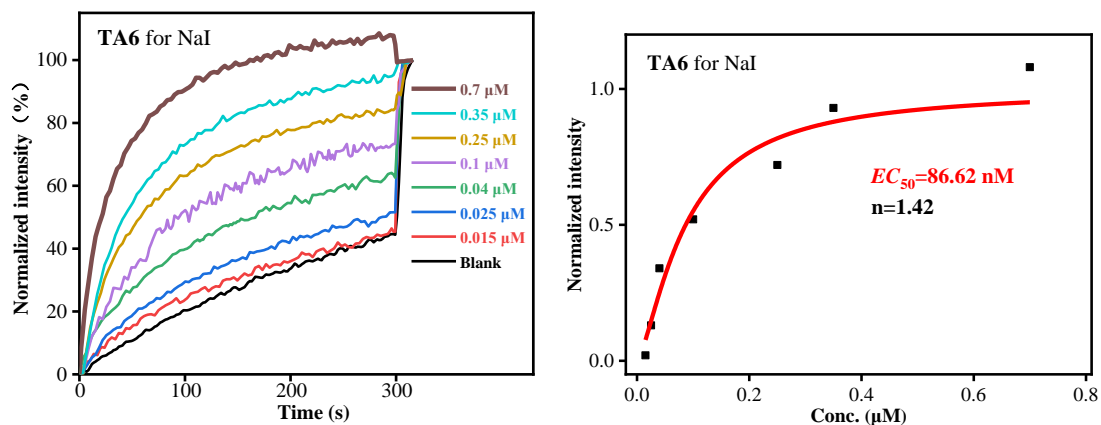 TA6 for NaI
Normalized intensity (%)
100
80
60
40
20
0
0
100
200
300
Time (s)
0.7 μM
0.35 μM
0.25 μM
0.1 μM
0.04 μM
0.025 μM
0.015 μM
Blank
TA6 for NaI
Normalized intensity
1.0
0.5
0.0
0.0
0.2
0.4
0.6
0.8
Conc. (μM)
EC50=86.62 nM
n=1.42